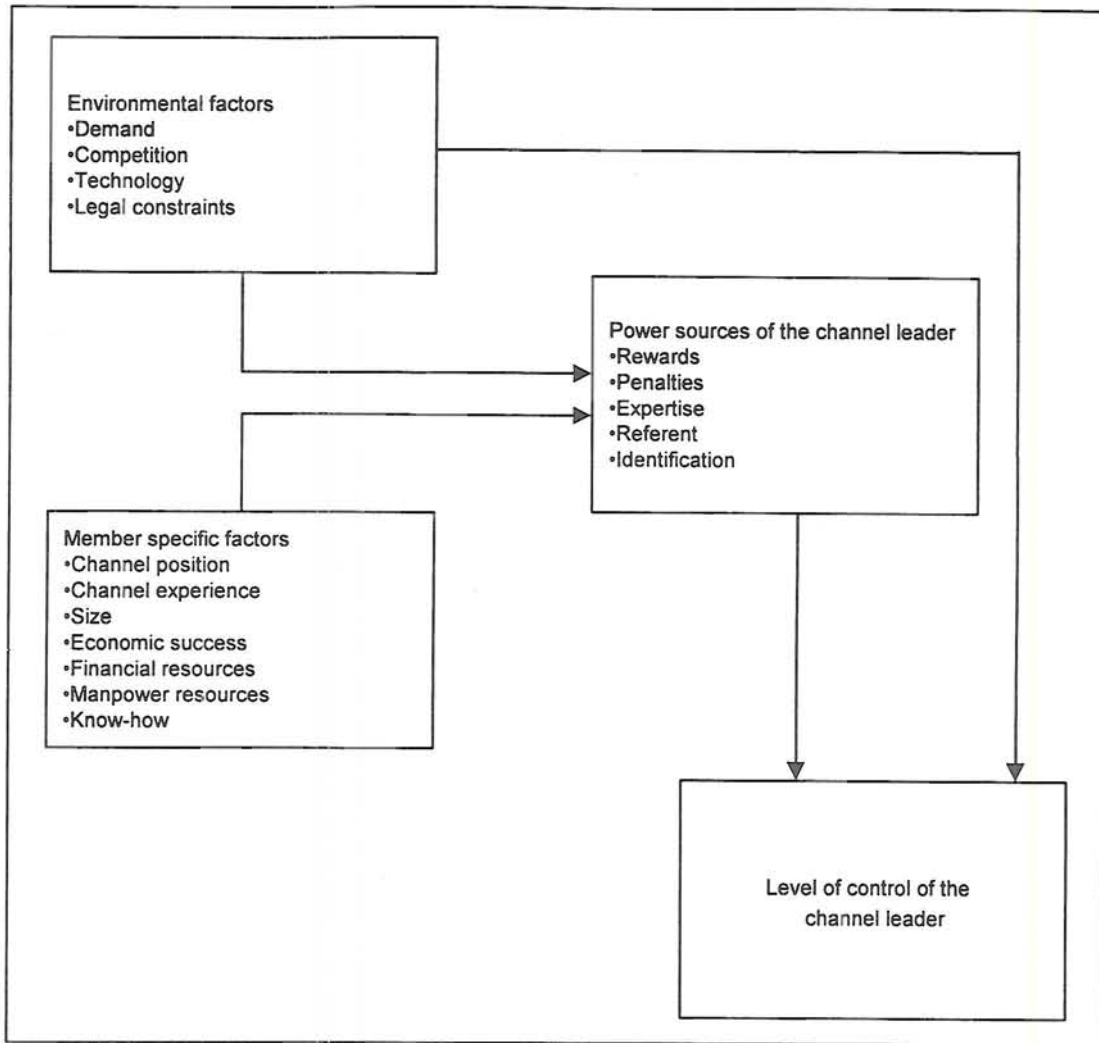 Environmental factors
•Demand
•Competition
•Technology
•Legal constraints
Power sources of the channel leader
•Rewards
•Penalties
•Expertise
•Referent
•Identification
Member specific factors
•Channel position
•Channel experience
•Size
•Economic success
•Financial resources
•Manpower resources
•Know-how
Level of control of the
channel leader